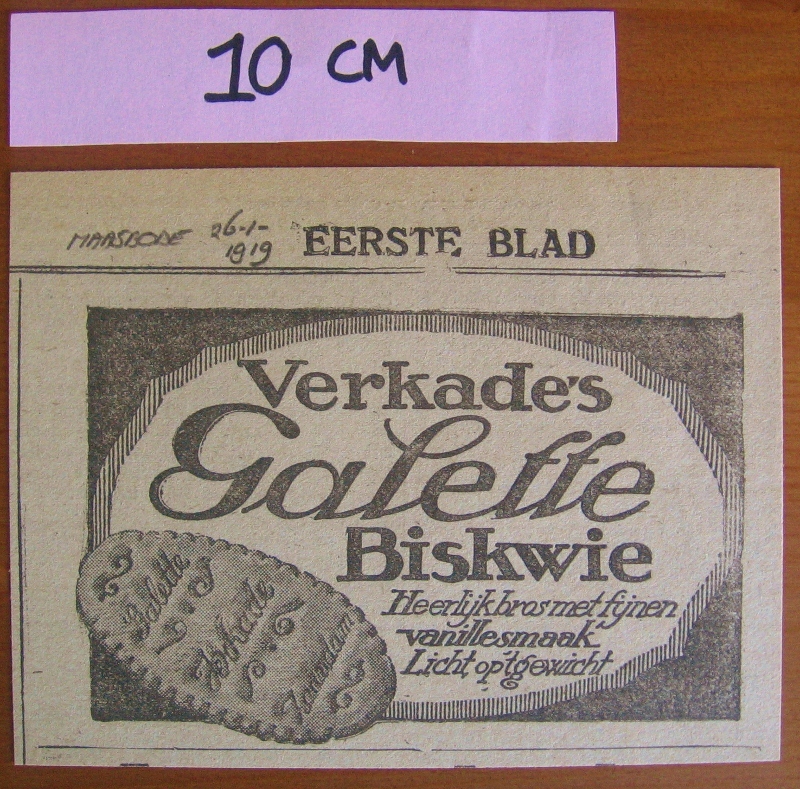 10 CM
MAASBODE 26-1-
1919
EERSTE BLAD
Verkade's
Galette
Biskwie
Heerlijk bros met fijnen
vanillesmaak
Licht op 't gewicht
Galette
Verkade
Zaandam